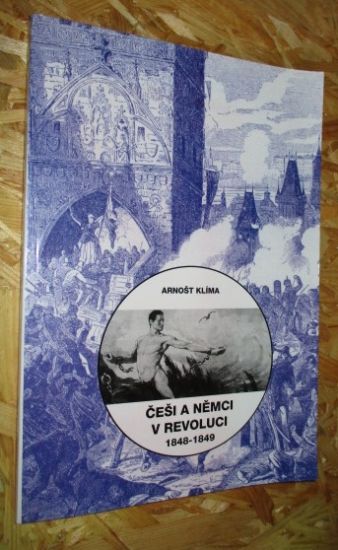 ARNOŠT KLÍMA
ČEŠI A NĚMCI
V REVOLUCI
1848-1849